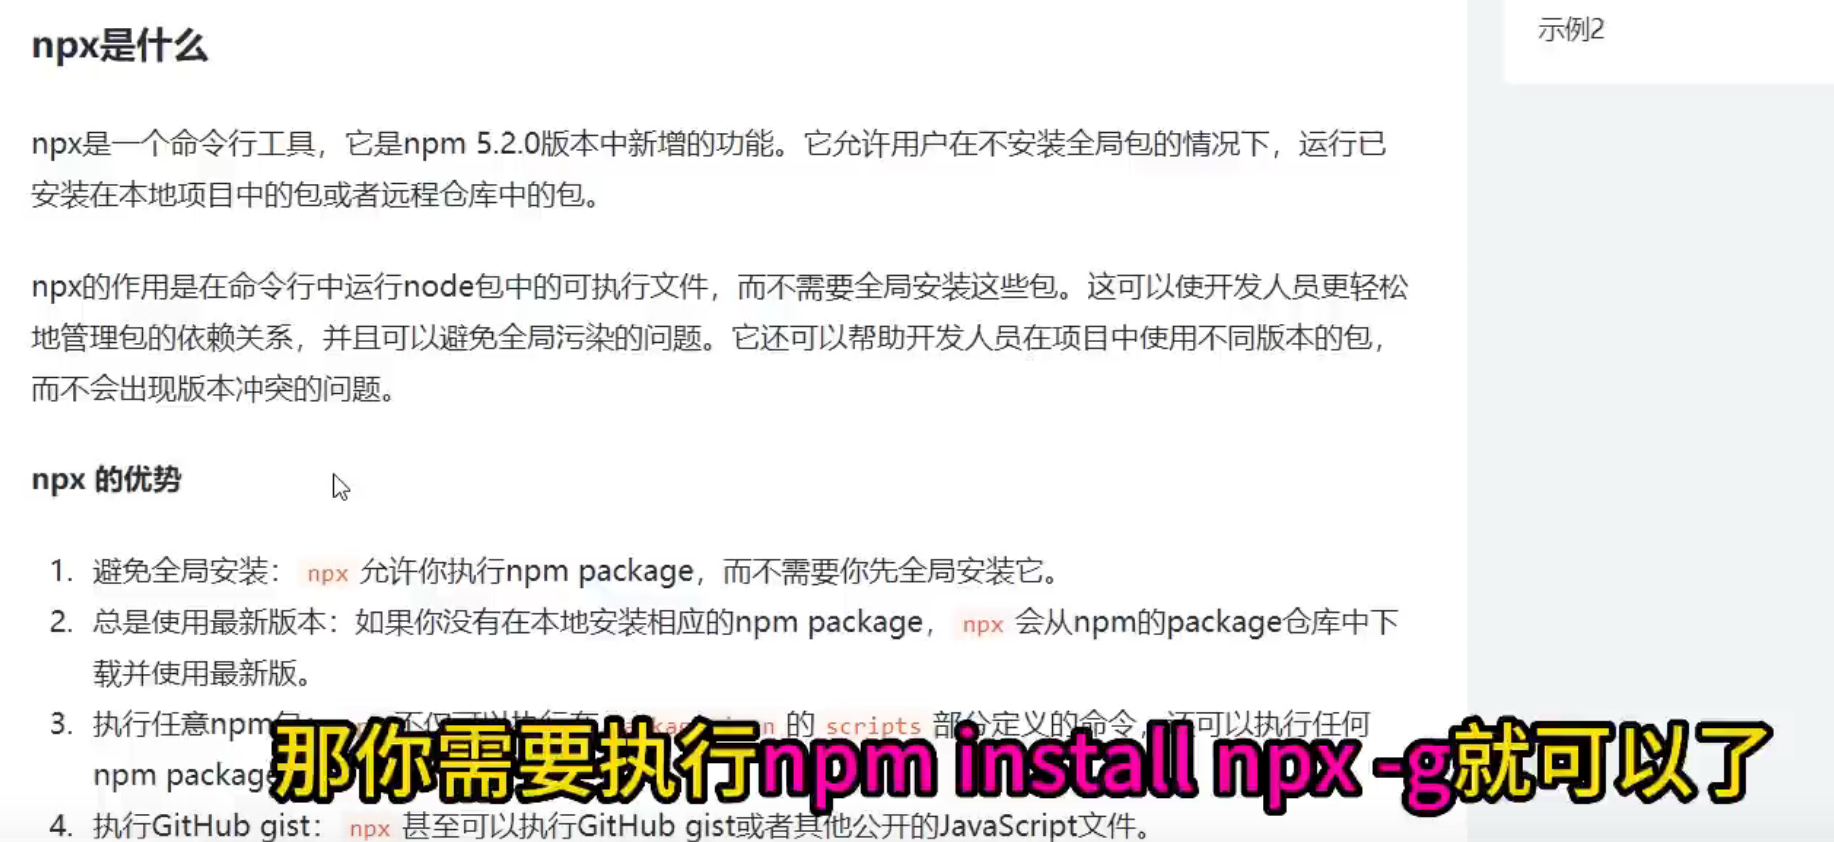 npx是什么
示例2
npx是一个命令行工具，它是npm 5.2.0版本中新增的功能。它允许用户在不安装全局包的情况下，运行已
安装在本地项目中的包或者远程仓库中的包。
npx的作用是在命令行中运行node包中的可执行文件，而不需要全局安装这些包。这可以使开发人员更轻松
地管理包的依赖关系，并且可以避免全局污染的问题。它还可以帮助开发人员在项目中使用不同版本的包，
而不会出现版本冲突的问题。
npx 的优势
1. 避免全局安装： npx 允许你执行npm package，而不需要你先全局安装它。
2. 总是使用最新版本：如果你没有在本地安装相应的npm package， npx 会从npm的package仓库中下
载并使用最新版。
3. 执行任意npm 的 scripts 部分定义的命令，还可以执行任何
npm package
那你需要执行npm install npx -g就可以了
4. 执行GitHub gist： npx 甚至可以执行GitHub gist或者其他公开的JavaScript文件。